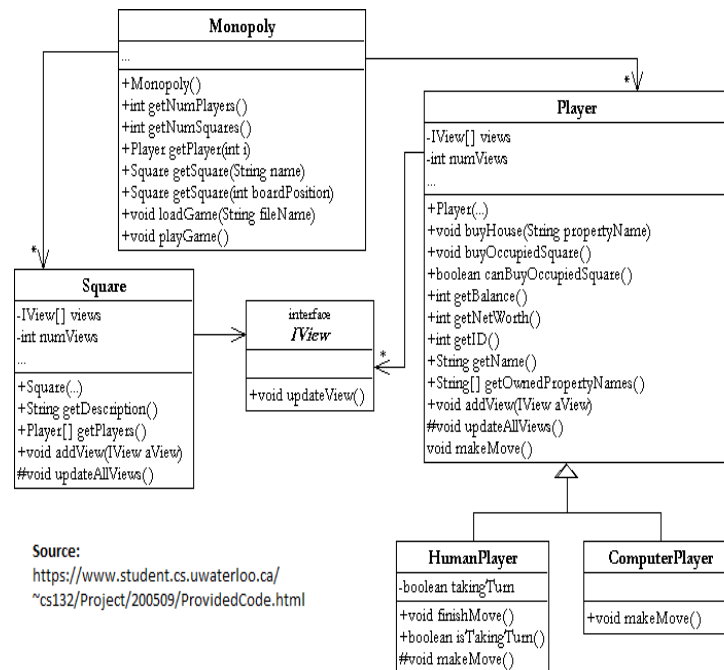 Monopoly
...
+Monopoly()
+int getNumPlayers()
+int getNumSquares()
+Player getPlayer(int i)
+Square getSquare(String name)
+Square getSquare(int boardPosition)
+void loadGame(String fileName)
+void playGame()
*
*
Player
-IView[] views
-int numViews
...
+Player(..)
+void buyHouse(String propertyName)
+void buyOccupiedSquare()
+boolean canBuyOccupiedSquare()
+int getBalance()
+int getNetWorth()
+int getID()
+String getName()
+String[] getOwnedPropertyNames()
+void addView(IView aView)
#void updateAllViews()
void makeMove()
Square
-IView[] views
-int numViews
...
+Square(..)
+String getDescription()
+Player[] getPlayers()
+void addView(IView aView)
#void updateAllViews()
interface
IView
+void updateView()
*
HumanPlayer
-boolean takingTurn
+void finishMove()
+boolean isTakingTurn()
#void makeMove()
ComputerPlayer
+void makeMove()
Source:
https://www.student.cs.uwaterloo.ca/
~cs132/Project/200509/ProvidedCode.html